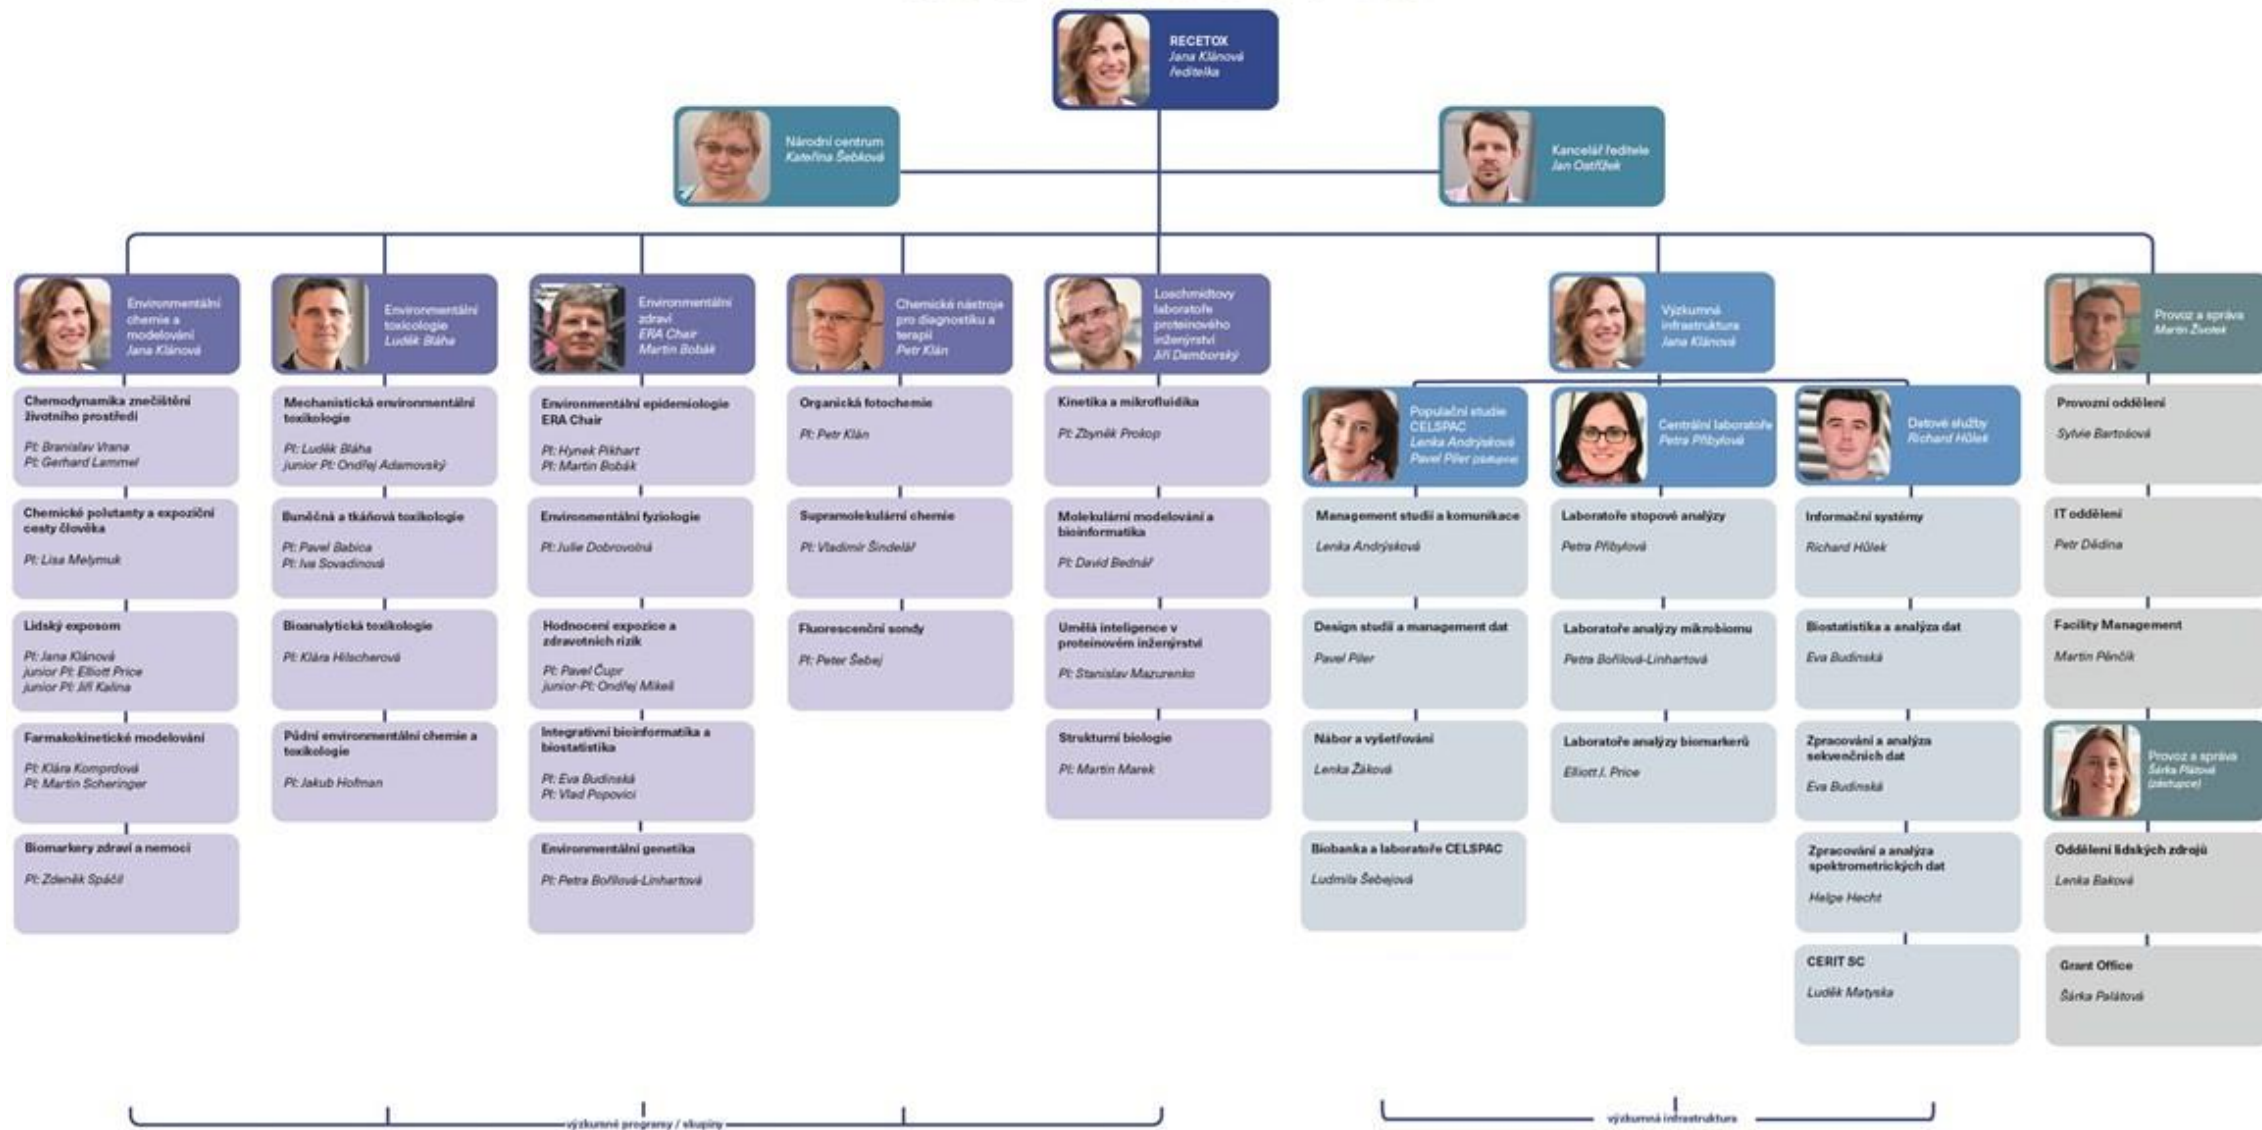 RECETOX
Jana Klánová
ředitelka
Národní centrum
Kateřina Šebková
Kancelář ředitele
Jan Ostřížek
Environmentální
chemie a
modelování
Jana Klánová
Environmentální
toxicologie
Luděk Bláha
Environmentální
zdraví
ERA Chair
Martin Bobák
Chemické nástroje
pro diagnostiku a
terapii
Petr Klán
Loschmidtovy
laboratoře
proteinového
inženýrství
Jiří Damborský
Výzkumná
infrastruktura
Jana Klánová
Provoz a správa
Martin Životek
Chemodynamika znečištění
životního prostředí
PI: Branislav Vrana
PI: Gerhard Lammel
Chemické polutanty a expoziční
cesty člověka
PI: Lisa Melymuk
Lidský exposom
PI: Jana Klánová
junior PI: Elliott Price
junior PI: Jiří Kalina
Farmakokinetické modelování
PI: Klára Komprdová
PI: Martin Scheringer
Biomarkery zdraví a nemoci
PI: Zdeněk Spáčil
Mechanistická environmentální
toxikologie
PI: Luděk Bláha
junior PI: Ondřej Adamovský
Buněčná a tkáňová toxikologie
PI: Pavel Babica
PI: Iva Sovadinová
Bioanalytická toxikologie
PI: Klára Hilscherová
Půdní environmentální chemie a
toxikologie
PI: Jakub Hofman
Environmentální epidemiologie
ERA Chair
PI: Hynek Pikhart
PI: Martin Bobák
Environmentální fyziologie
PI: Julie Dobrovolná
Hodnocení expozice a
zdravotních rizik
PI: Pavel Čupr
junior-PI: Ondřej Mikeš
Integrativní bioinformatika a
biostatistika
PI: Eva Budinská
PI: Vlad Popovici
Environmentální genetika
PI: Petra Bořilová-Linhartová
Organická fotochemie
PI: Petr Klán
Supramolekulární chemie
PI: Vladimír Šindelář
Fluorescenční sondy
PI: Peter Šebej
Kinetika a mikrofluidika
PI: Zbyněk Prokop
Molekulární modelování a
bioinformatika
PI: David Bednář
Umělá inteligence v
proteinovém inženýrství
PI: Stanislav Mazurenko
Strukturní biologie
PI: Martin Marek
Populační studie
CELSPAC
Lenka Andrýsková
Pavel Piler (zástupce)
Management studií a komunikace
Lenka Andrýsková
Design studií a management dat
Pavel Piler
Nábor a vyšetřování
Lenka Žáková
Biobanka a laboratoře CELSPAC
Ludmila Šebejová
Centrální laboratoře
Petra Přibylová
Laboratoře stopové analýzy
Petra Přibylová
Laboratoře analýzy mikrobiomu
Petra Bořilová-Linhartová
Laboratoře analýzy biomarkerů
Elliott J. Price
Datové služby
Richard Hůlek
Informační systémy
Richard Hůlek
Biostatistika a analýza dat
Eva Budinská
Zpracování a analýza
sekvenčních dat
Eva Budinská
Zpracování a analýza
spektrometrických dat
Helge Hecht
CERIT SC
Luděk Matyska
Provozní oddělení
Sylvie Bartošová
IT oddělení
Petr Dědina
Facility Management
Martin Pěnčík
Provoz a správa
Šárka Plátová
(zástupce)
Oddělení lidských zdrojů
Lenka Baková
Grant Office
Šárka Palátová
výzkumné programy / skupiny
výzkumná infrastruktura